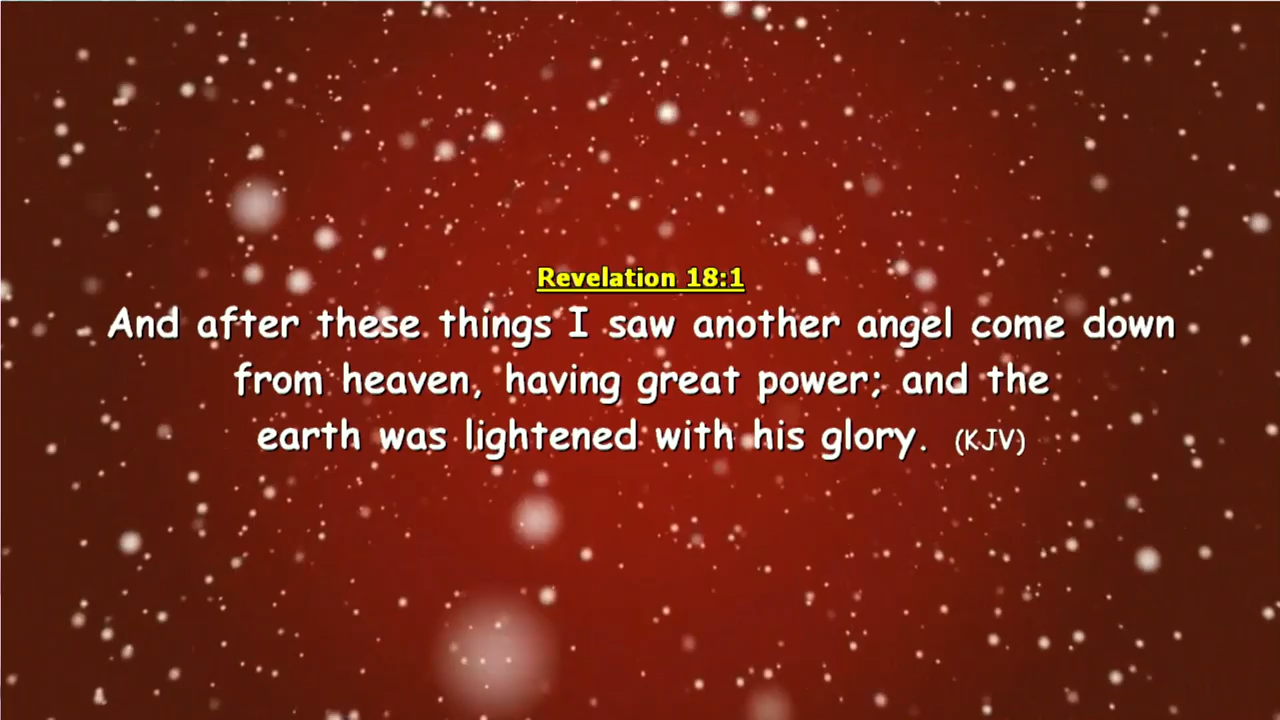 Revelation 18:1
And after these things I saw another angel come down
from heaven, having great power; and the
earth was lightened with his glory. (KJV)